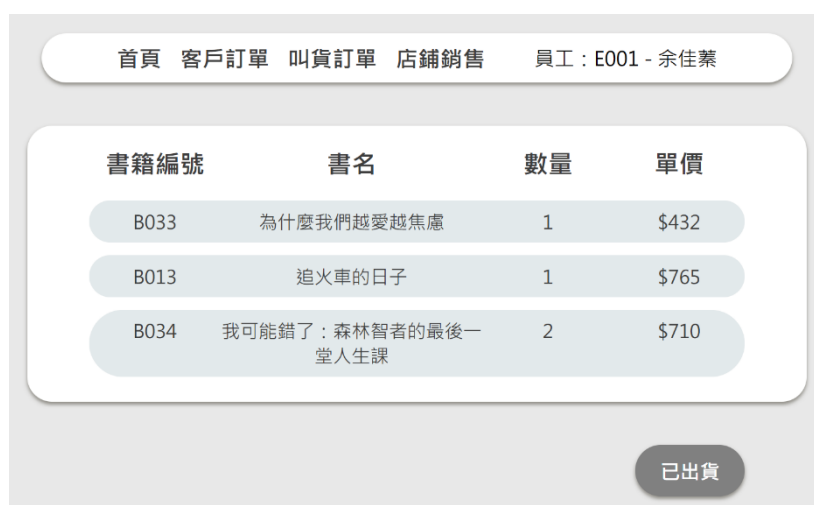 首頁 客戶訂單 叫貨訂單 店鋪銷售 員工：E001 - 余佳蓁
書籍編號 書名 數量 單價
B033 為什麼我們越愛越焦慮 1 $432
B013 追火車的日子 1 $765
B034 我可能錯了：森林智者的最後一 2 $710
堂人生課
已出貨